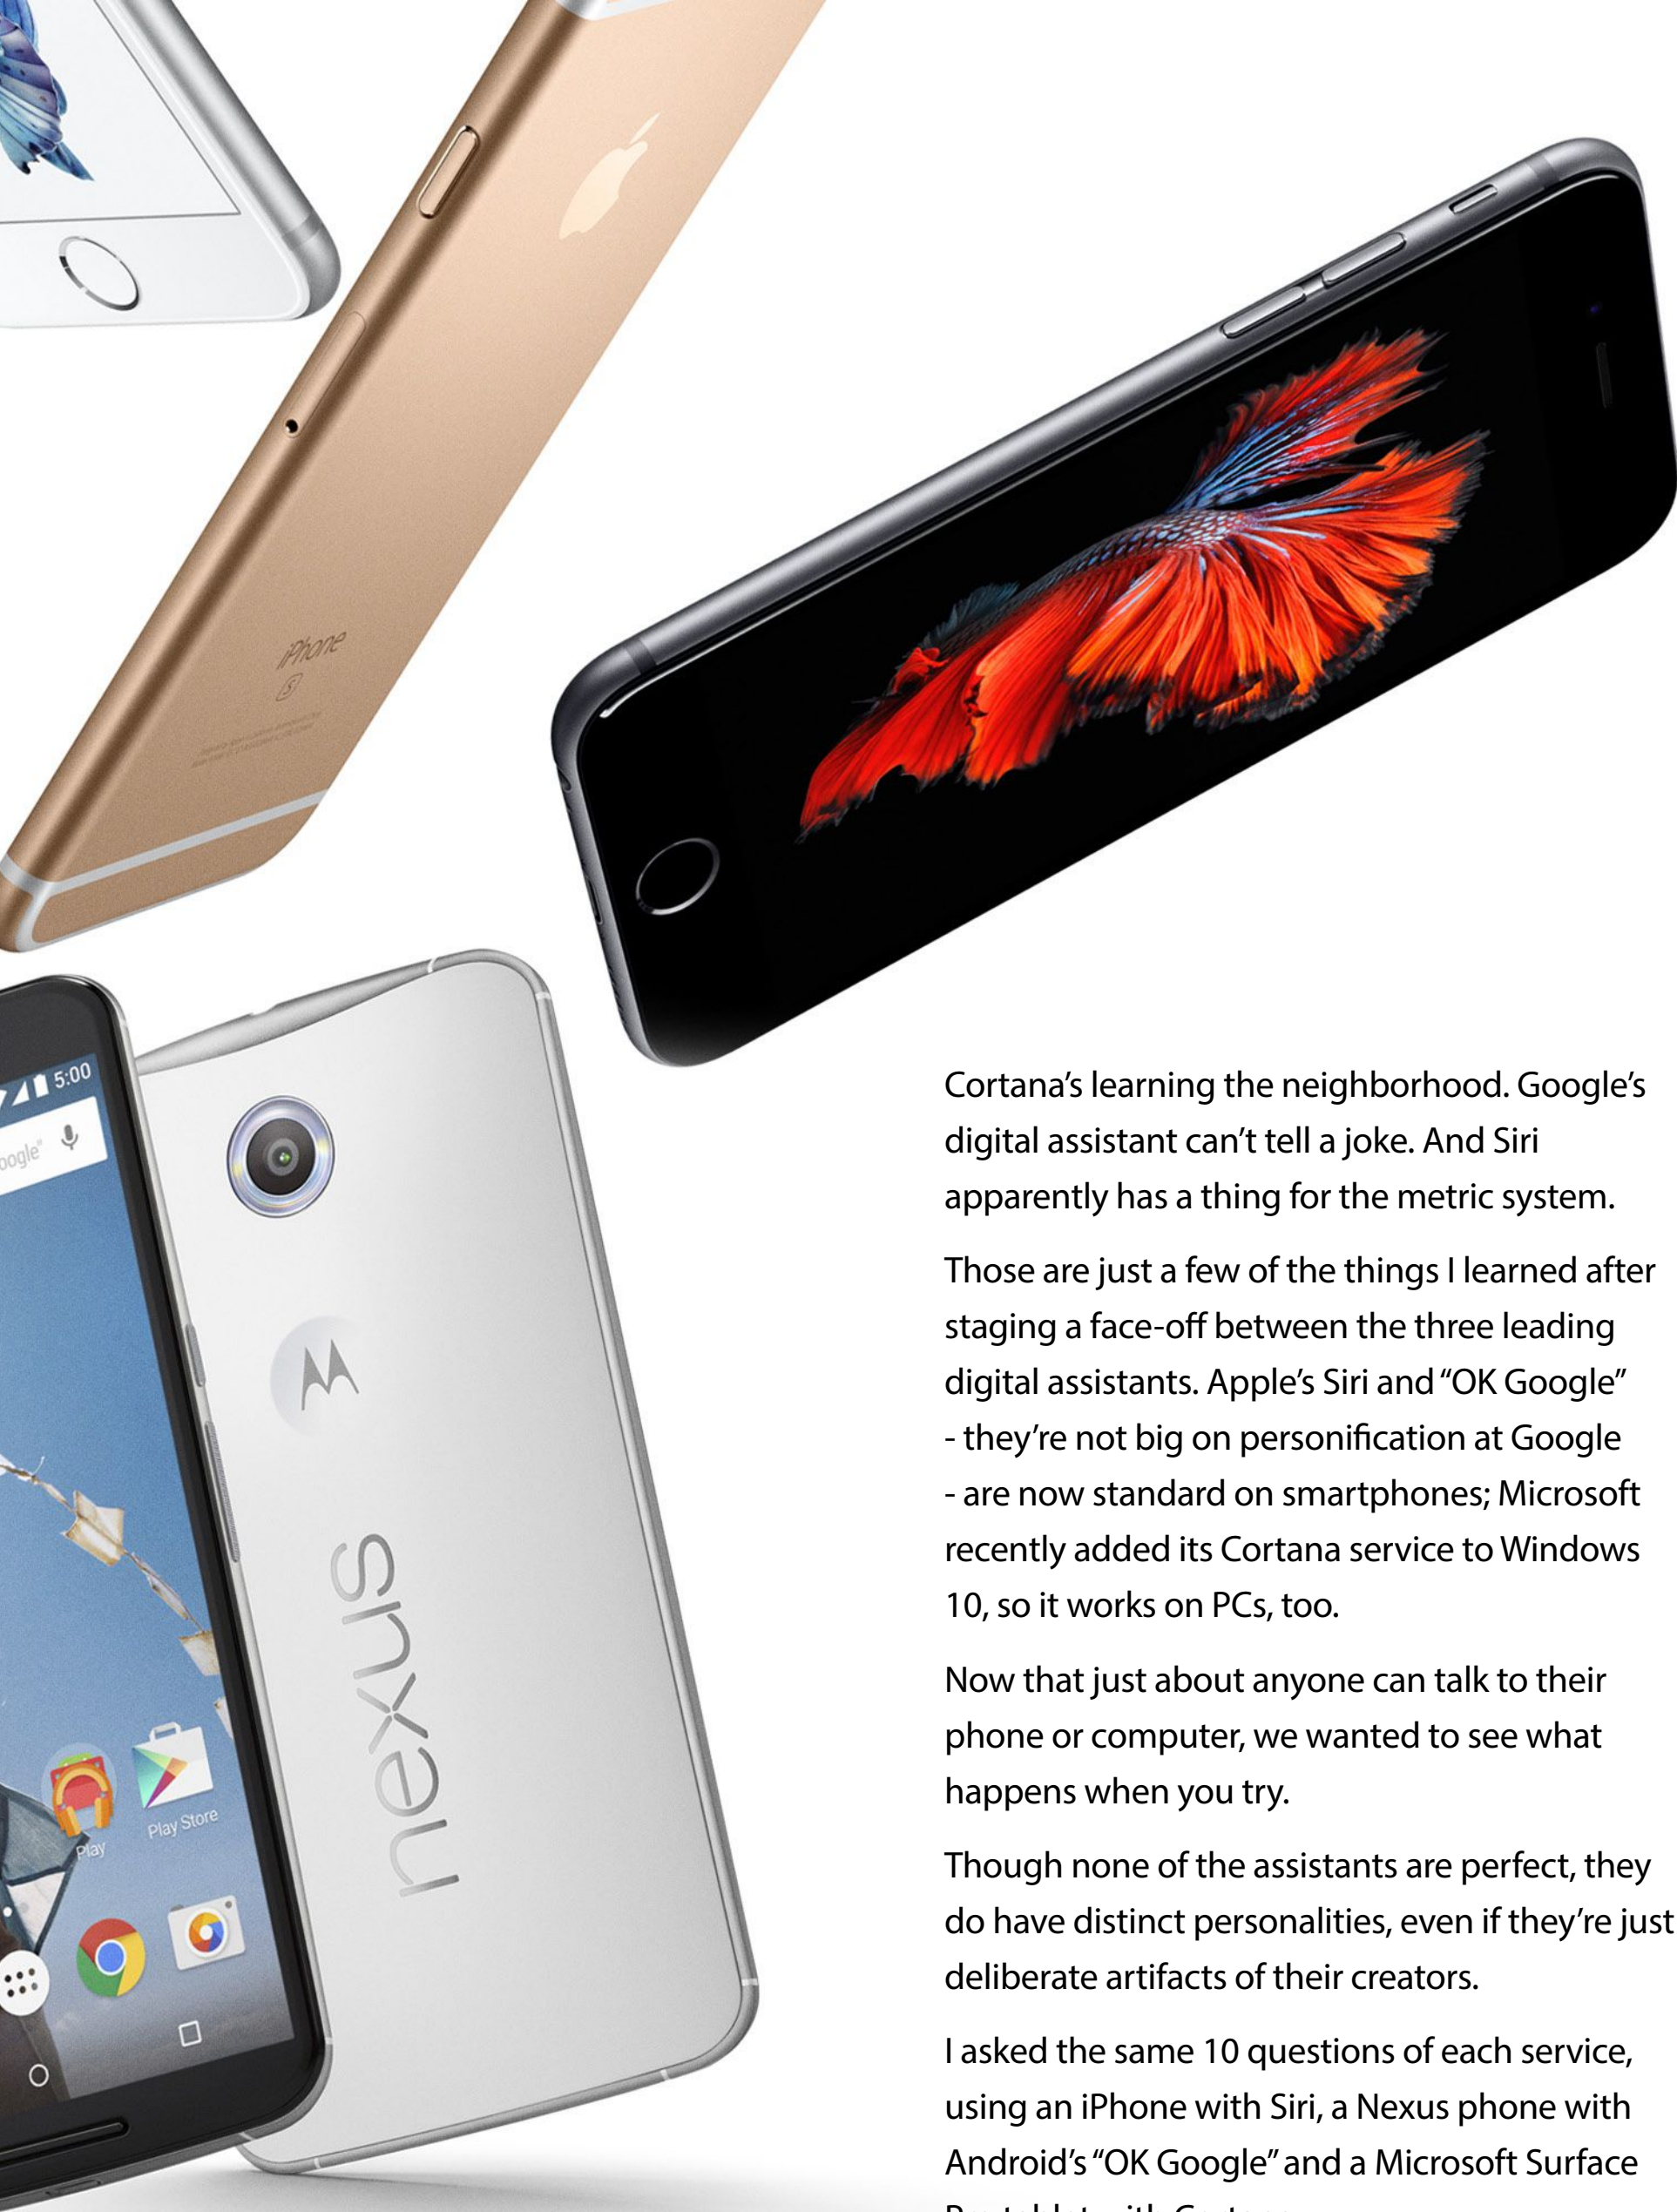 iPhone
S
5:00
oogle"
nexus
Play
Play Store
Cortana's learning the neighborhood. Google's
digital assistant can't tell a joke. And Siri
apparently has a thing for the metric system.
Those are just a few of the things I learned after
staging a face-off between the three leading
digital assistants. Apple's Siri and “OK Google”
- they're not big on personification at Google
- are now standard on smartphones; Microsoft
recently added its Cortana service to Windows
10, so it works on PCs, too.
Now that just about anyone can talk to their
phone or computer, we wanted to see what
happens when you try.
Though none of the assistants are perfect, they
do have distinct personalities, even if they're just
deliberate artifacts of their creators.
I asked the same 10 questions of each service,
using an iPhone with Siri, a Nexus phone with
Android's “OK Google” and a Microsoft Surface